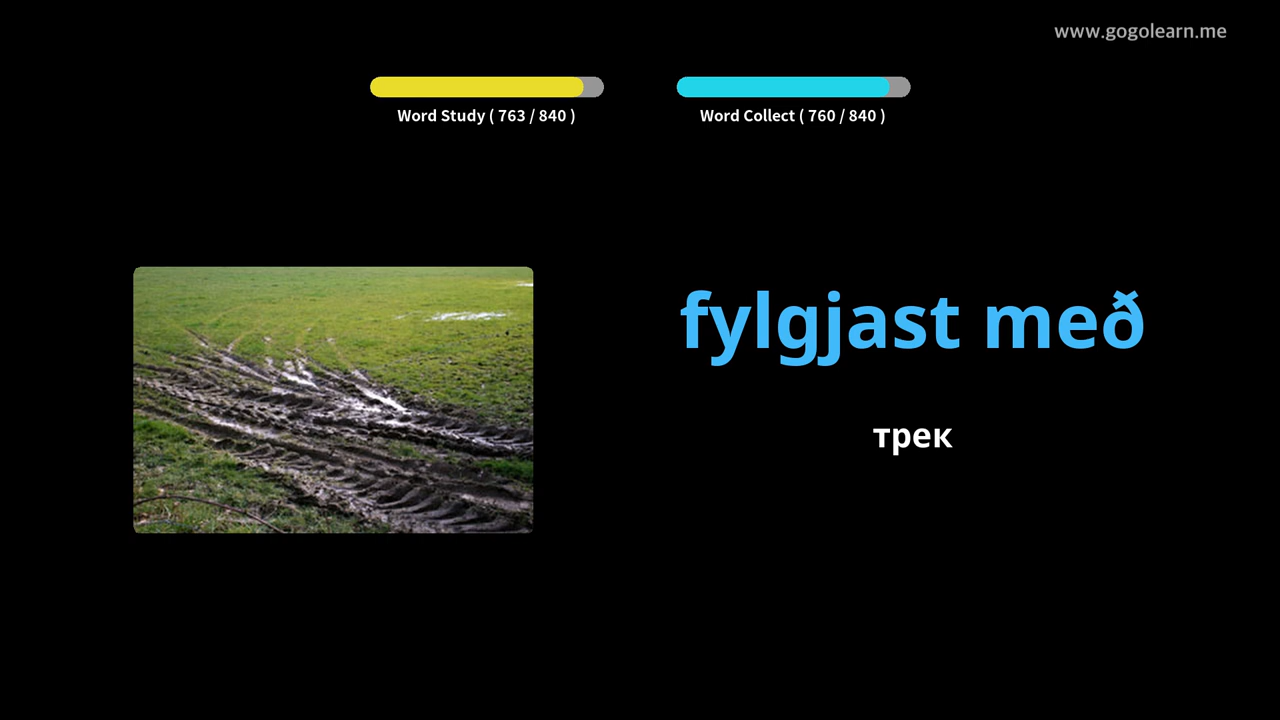 www.gogolearn.me
Word Study ( 763 / 840 )
Word Collect ( 760 / 840 )
fylgjast með
трек